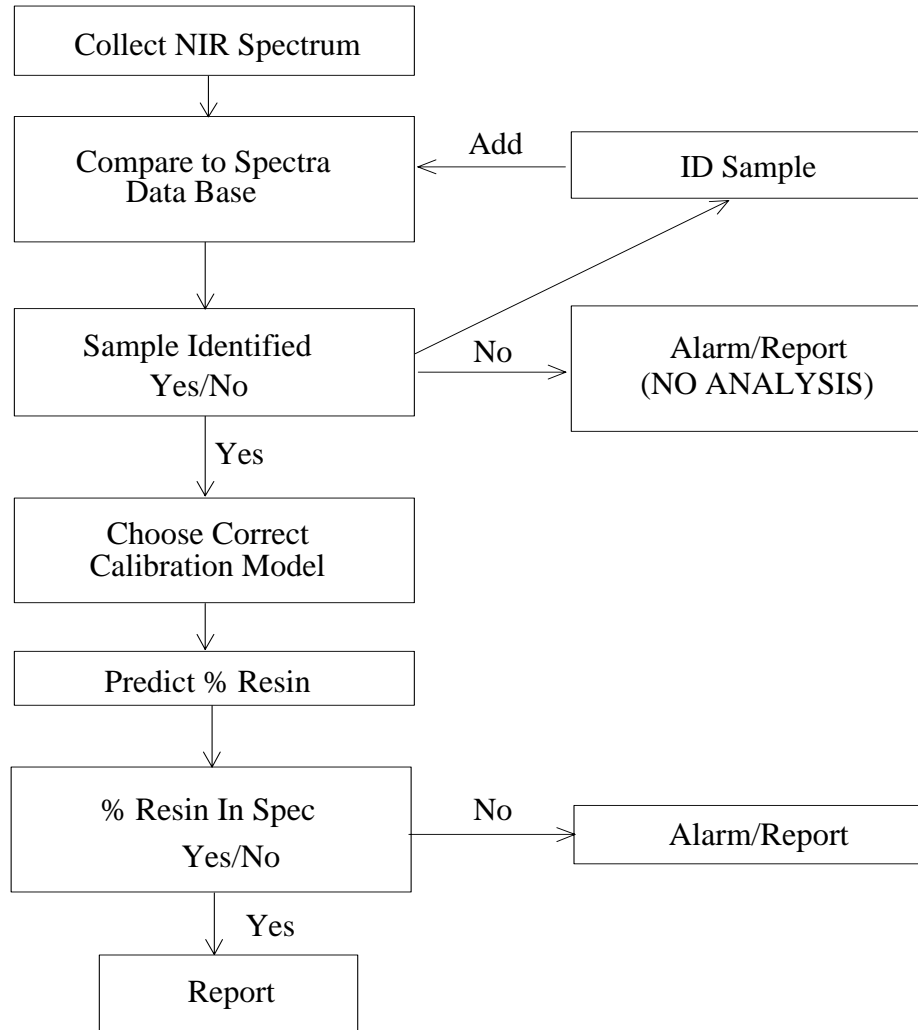 Collect NIR Spectrum
Compare to Spectra
Data Base
Add
ID Sample
Sample Identified
Yes/No
No
Alarm/Report
(NO ANALYSIS)
Yes
Choose Correct
Calibration Model
Predict % Resin
% Resin In Spec
Yes/No
No
Alarm/Report
Yes
Report